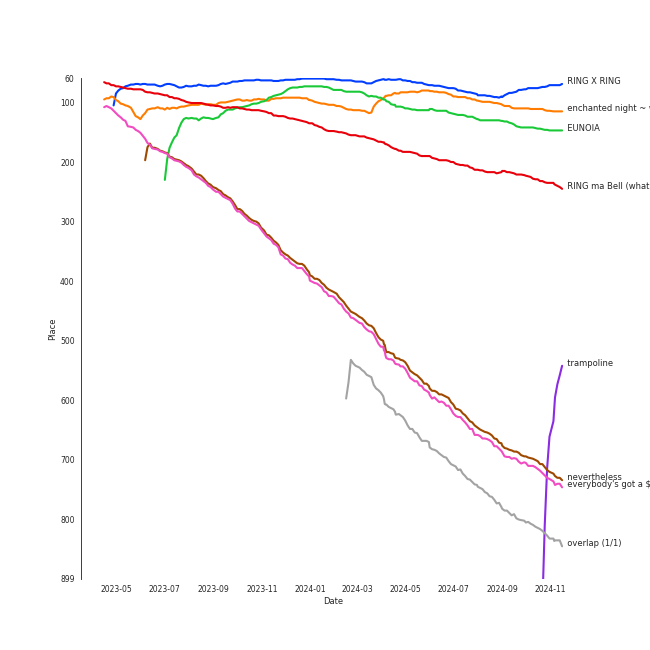 60
100
200
300
400
500
600
700
800
899
Place
2023-05 2023-07 2023-09 2023-11 2024-01 2024-03 2024-05 2024-07 2024-09 2024-11
Date
RING X RING
enchanted night ~
EUNOIA
RING ma Bell (what
trampoline
nevertheless
everybody's got a $
overlap (1/1)